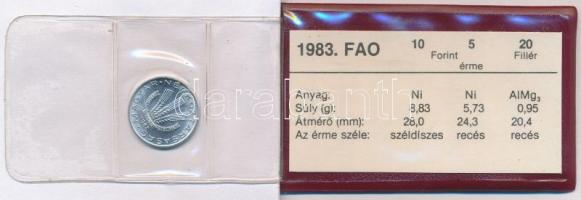 1983. FAO 10 5 20
Forint Fillér
érme
Anyag: Ni Ni AlMg3
Súly (g): 8,83 5,73 0,95
Átmérő (mm): 28,0 24,3 20,4
Az érme széle: széldíszes recés recés
darabanth